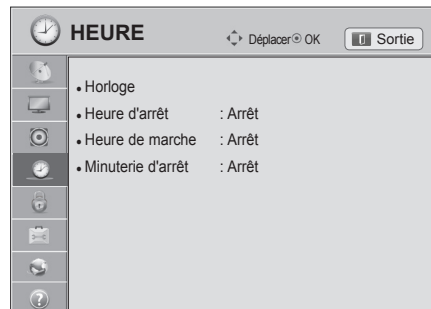 HEURE Déplacer OK Sortie
• Horloge
• Heure d'arrêt : Arrêt
• Heure de marche : Arrêt
• Minuterie d'arrêt : Arrêt